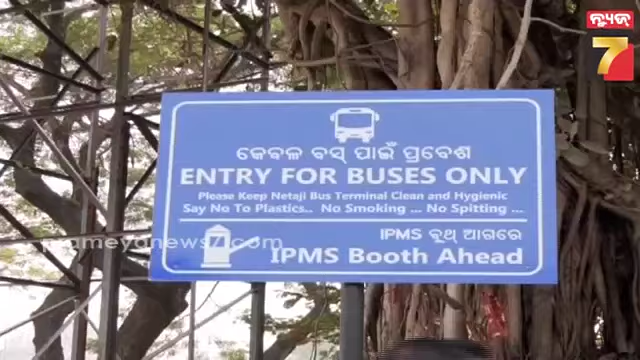 ନ୍ୟୁଜ୍
7
କେବଳ ବସ୍ ପାଇଁ ପ୍ରବେଶ
ENTRY FOR BUSES ONLY
Please Keep Netaji Bus Terminal Clean and Hygienic
Say No To Plastics.. No Smoking ... No Spitting ...
IPMS ବୁଥ୍ ଆଗରେ
IPMS Booth Ahead